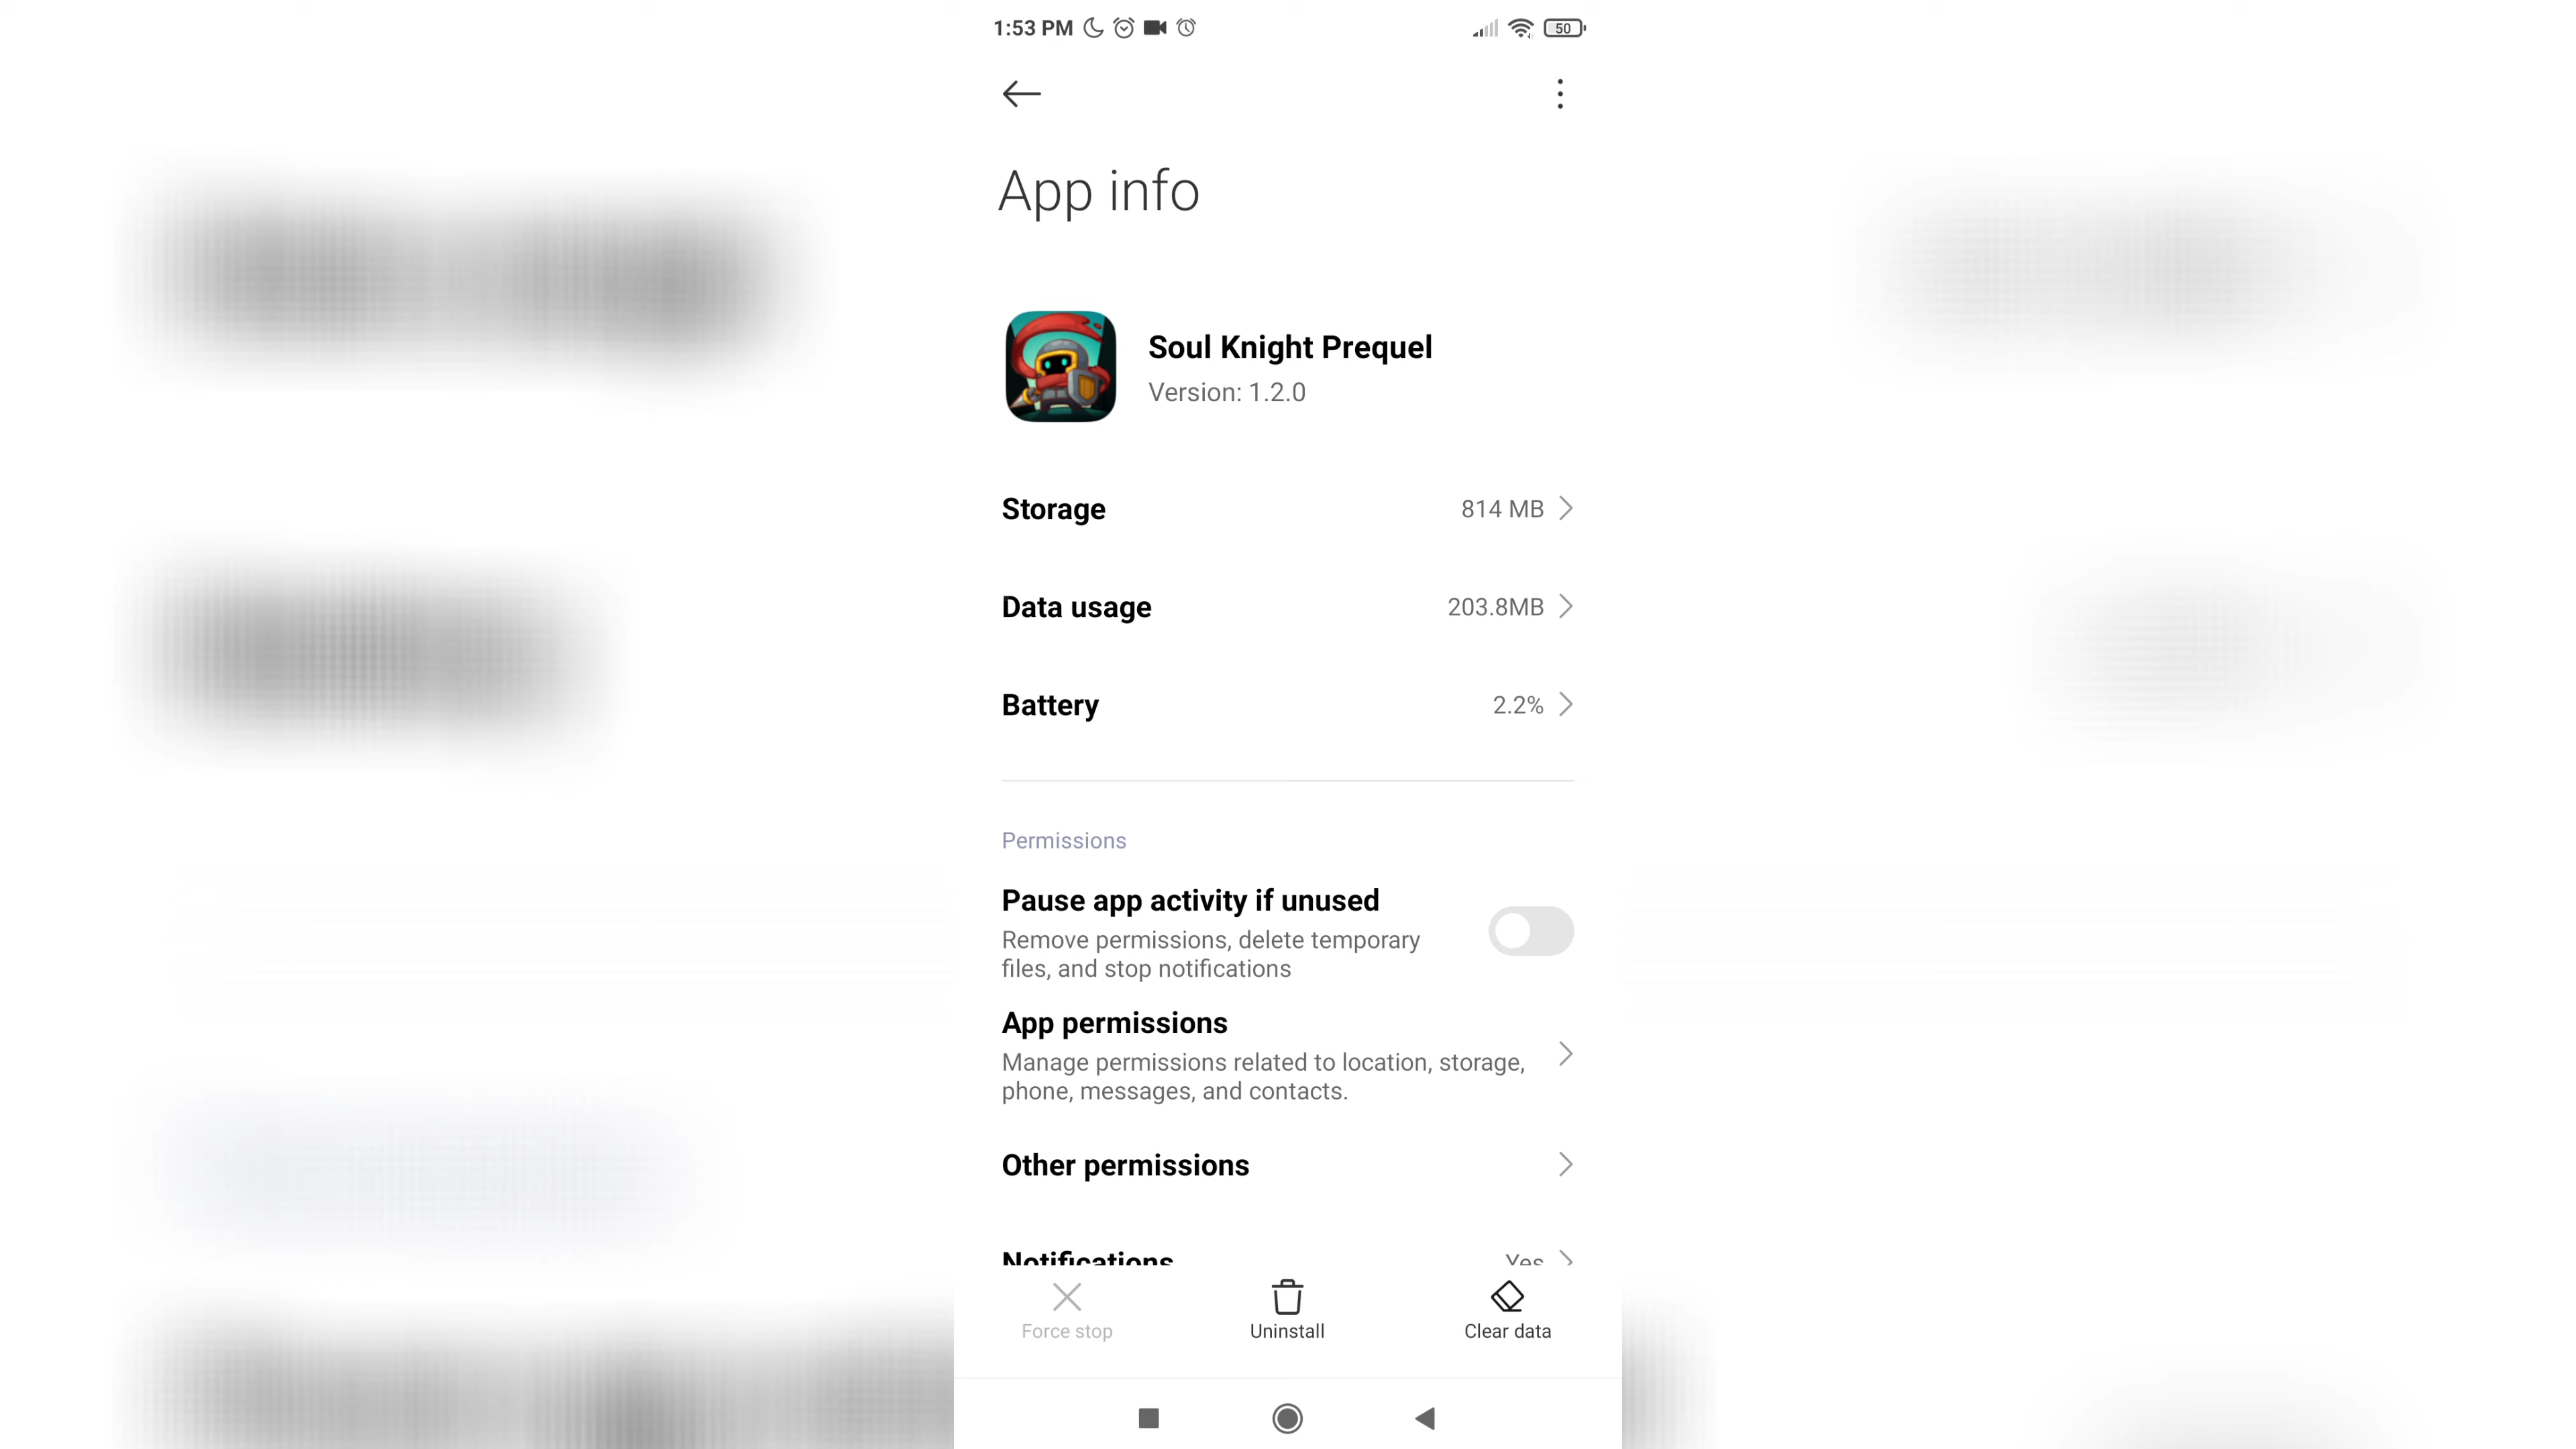 1:53 PM
50
App info
Soul Knight Prequel
Version: 1.2.0
Storage 814 MB
Data usage 203.8MB
Battery 2.2%
Permissions
Pause app activity if unused
Remove permissions, delete temporary
files, and stop notifications
App permissions
Manage permissions related to location, storage,
phone, messages, and contacts.
Other permissions
Notifications Yes
Force stop Uninstall Clear data